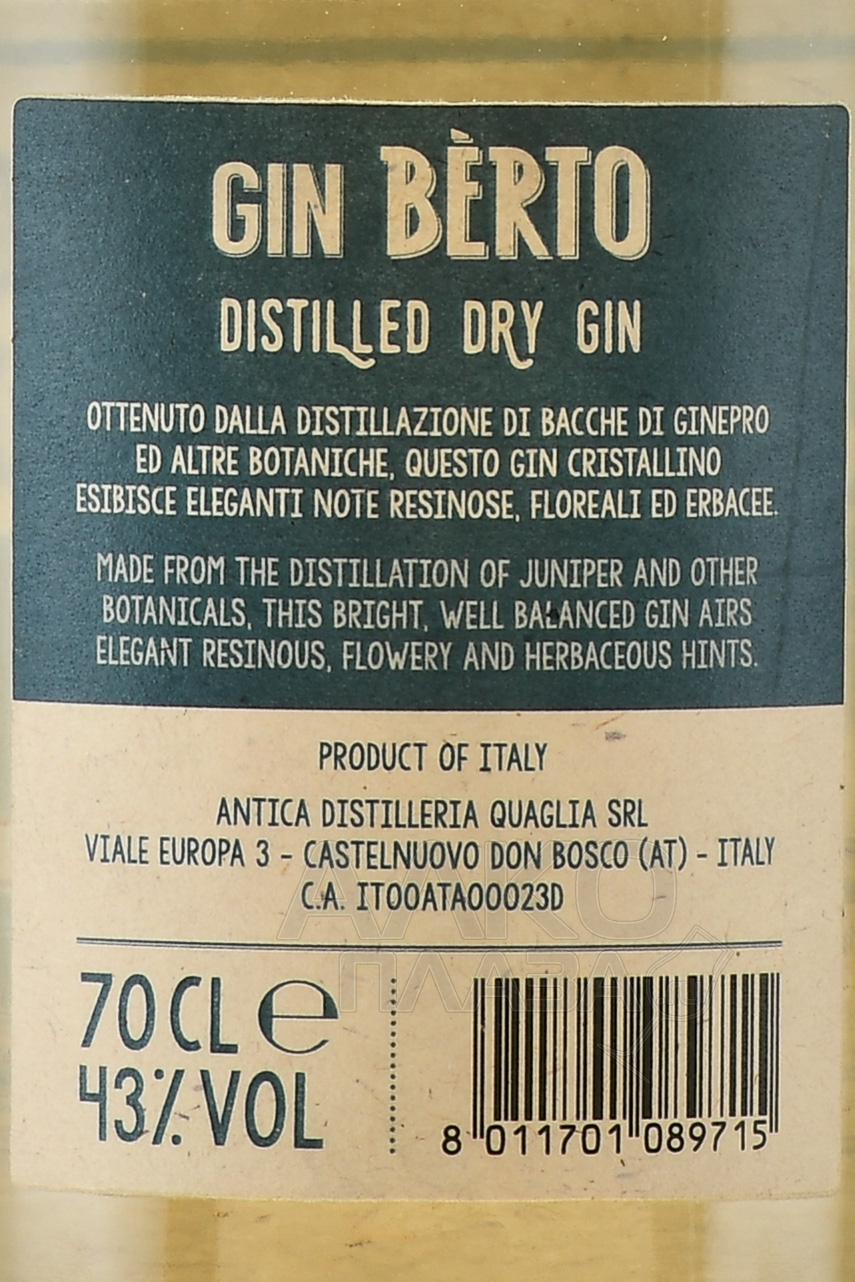 GIN BÈRTO
DISTILLED DRY GIN
OTTENUTO DALLA DISTILLAZIONE DI BACCHE DI GINEPRO
ED ALTRE BOTANICHE, QUESTO GIN CRISTALLINO
ESIBISCE ELEGANTI NOTE RESINOSE, FLOREALI ED ERBACEE.
MADE FROM THE DISTILLATION OF JUNIPER AND OTHER
BOTANICALS, THIS BRIGHT, WELL BALANCED GIN AIRS
ELEGANT RESINOUS, FLOWERY AND HERBACEOUS HINTS.
PRODUCT OF ITALY
ANTICA DISTILLERIA QUAGLIA SRL
VIALE EUROPA 3 - CASTELNUOVO DON BOSCO (AT) - ITALY
C.A. IT00ATA00023D
АЛКО
ПЛАЗА
70 CL e
43% VOL
8 011701 089715